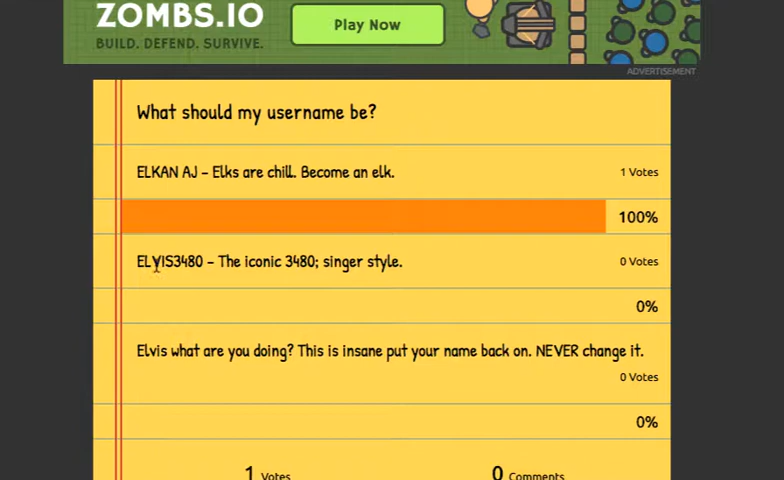 ZOMBS.IO
BUILD. DEFEND. SURVIVE.
Play Now
ADVERTISEMENT
What should my username be?
ELKAN AJ - Elks are chill. Become an elk.
1 Votes
100%
ELVIS3480 - The iconic 3480; singer style.
0 Votes
0%
Elvis what are you doing? This is insane put your name back on. NEVER change it.
0 Votes
0%
1 Votes
0 Comments